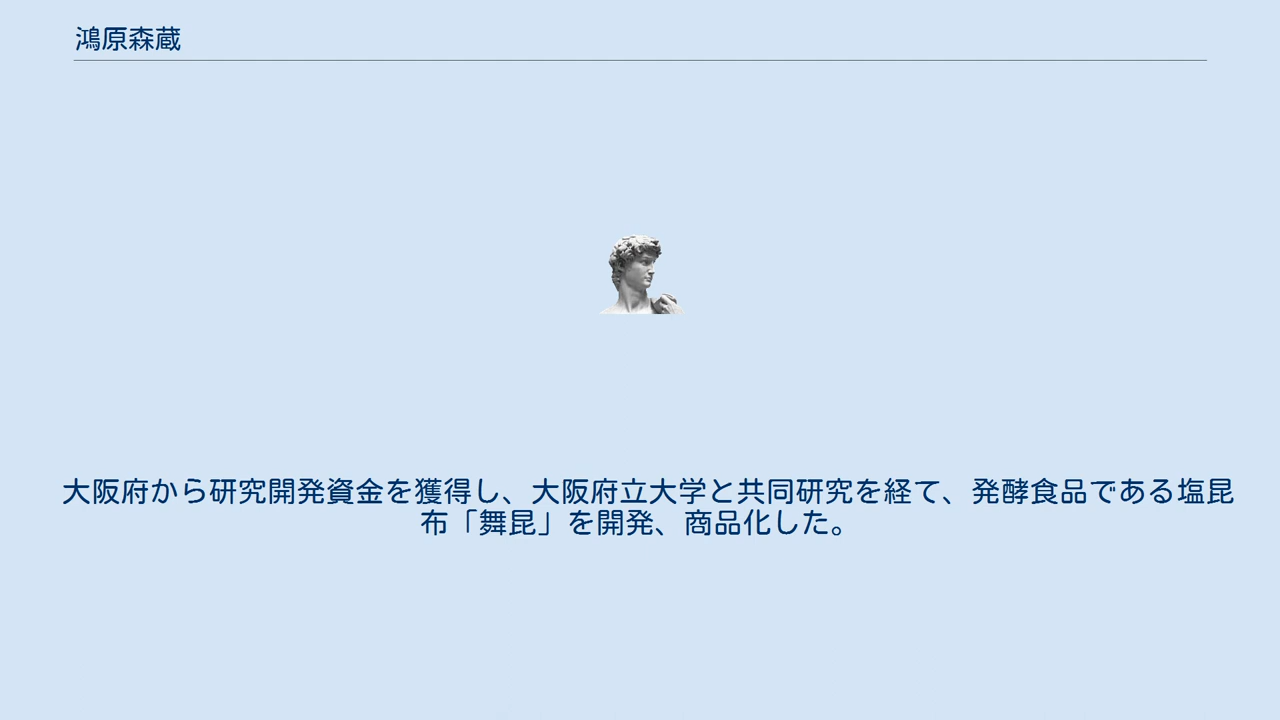 鴻原森蔵
大阪府から研究開発資金を獲得し、大阪府立大学と共同研究を経て、発酵食品である塩昆
布「舞昆」を開発、商品化した。